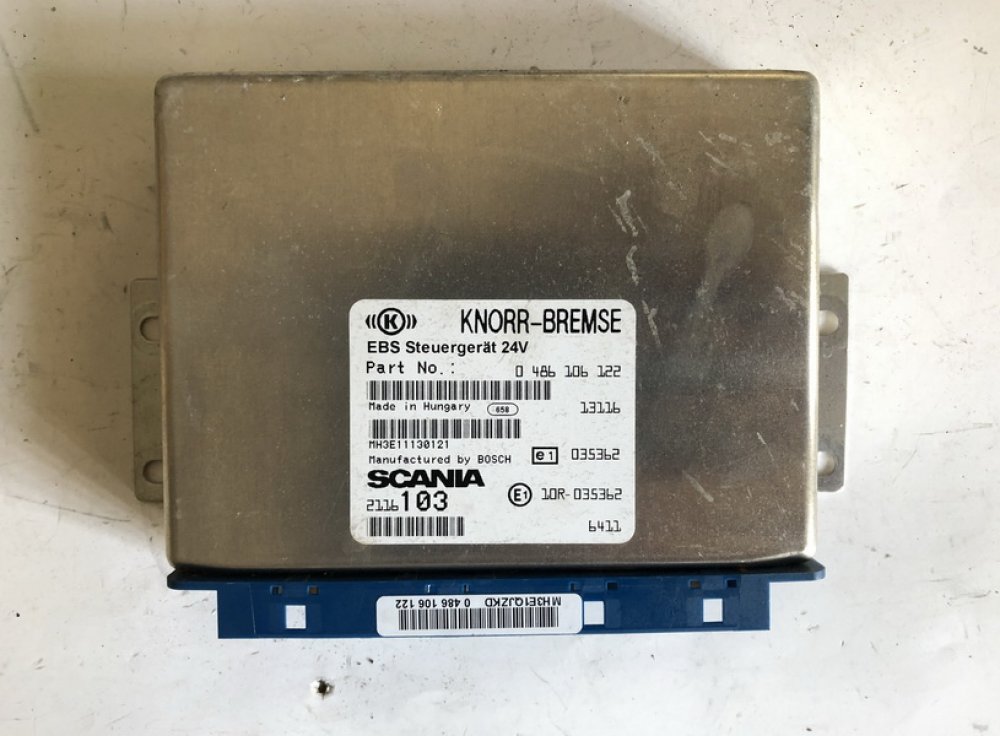 ((K)) KNORR-BREMSE
EBS Steuergerät 24V
Part No.: 0 486 106 122
Made in Hungary 658 13116
MH3E11130121
Manufactured by BOSCH e1 035362
SCANIA
2116103 E1 10R-035362
6411
MH3E1QJZKD 0 486 106 122